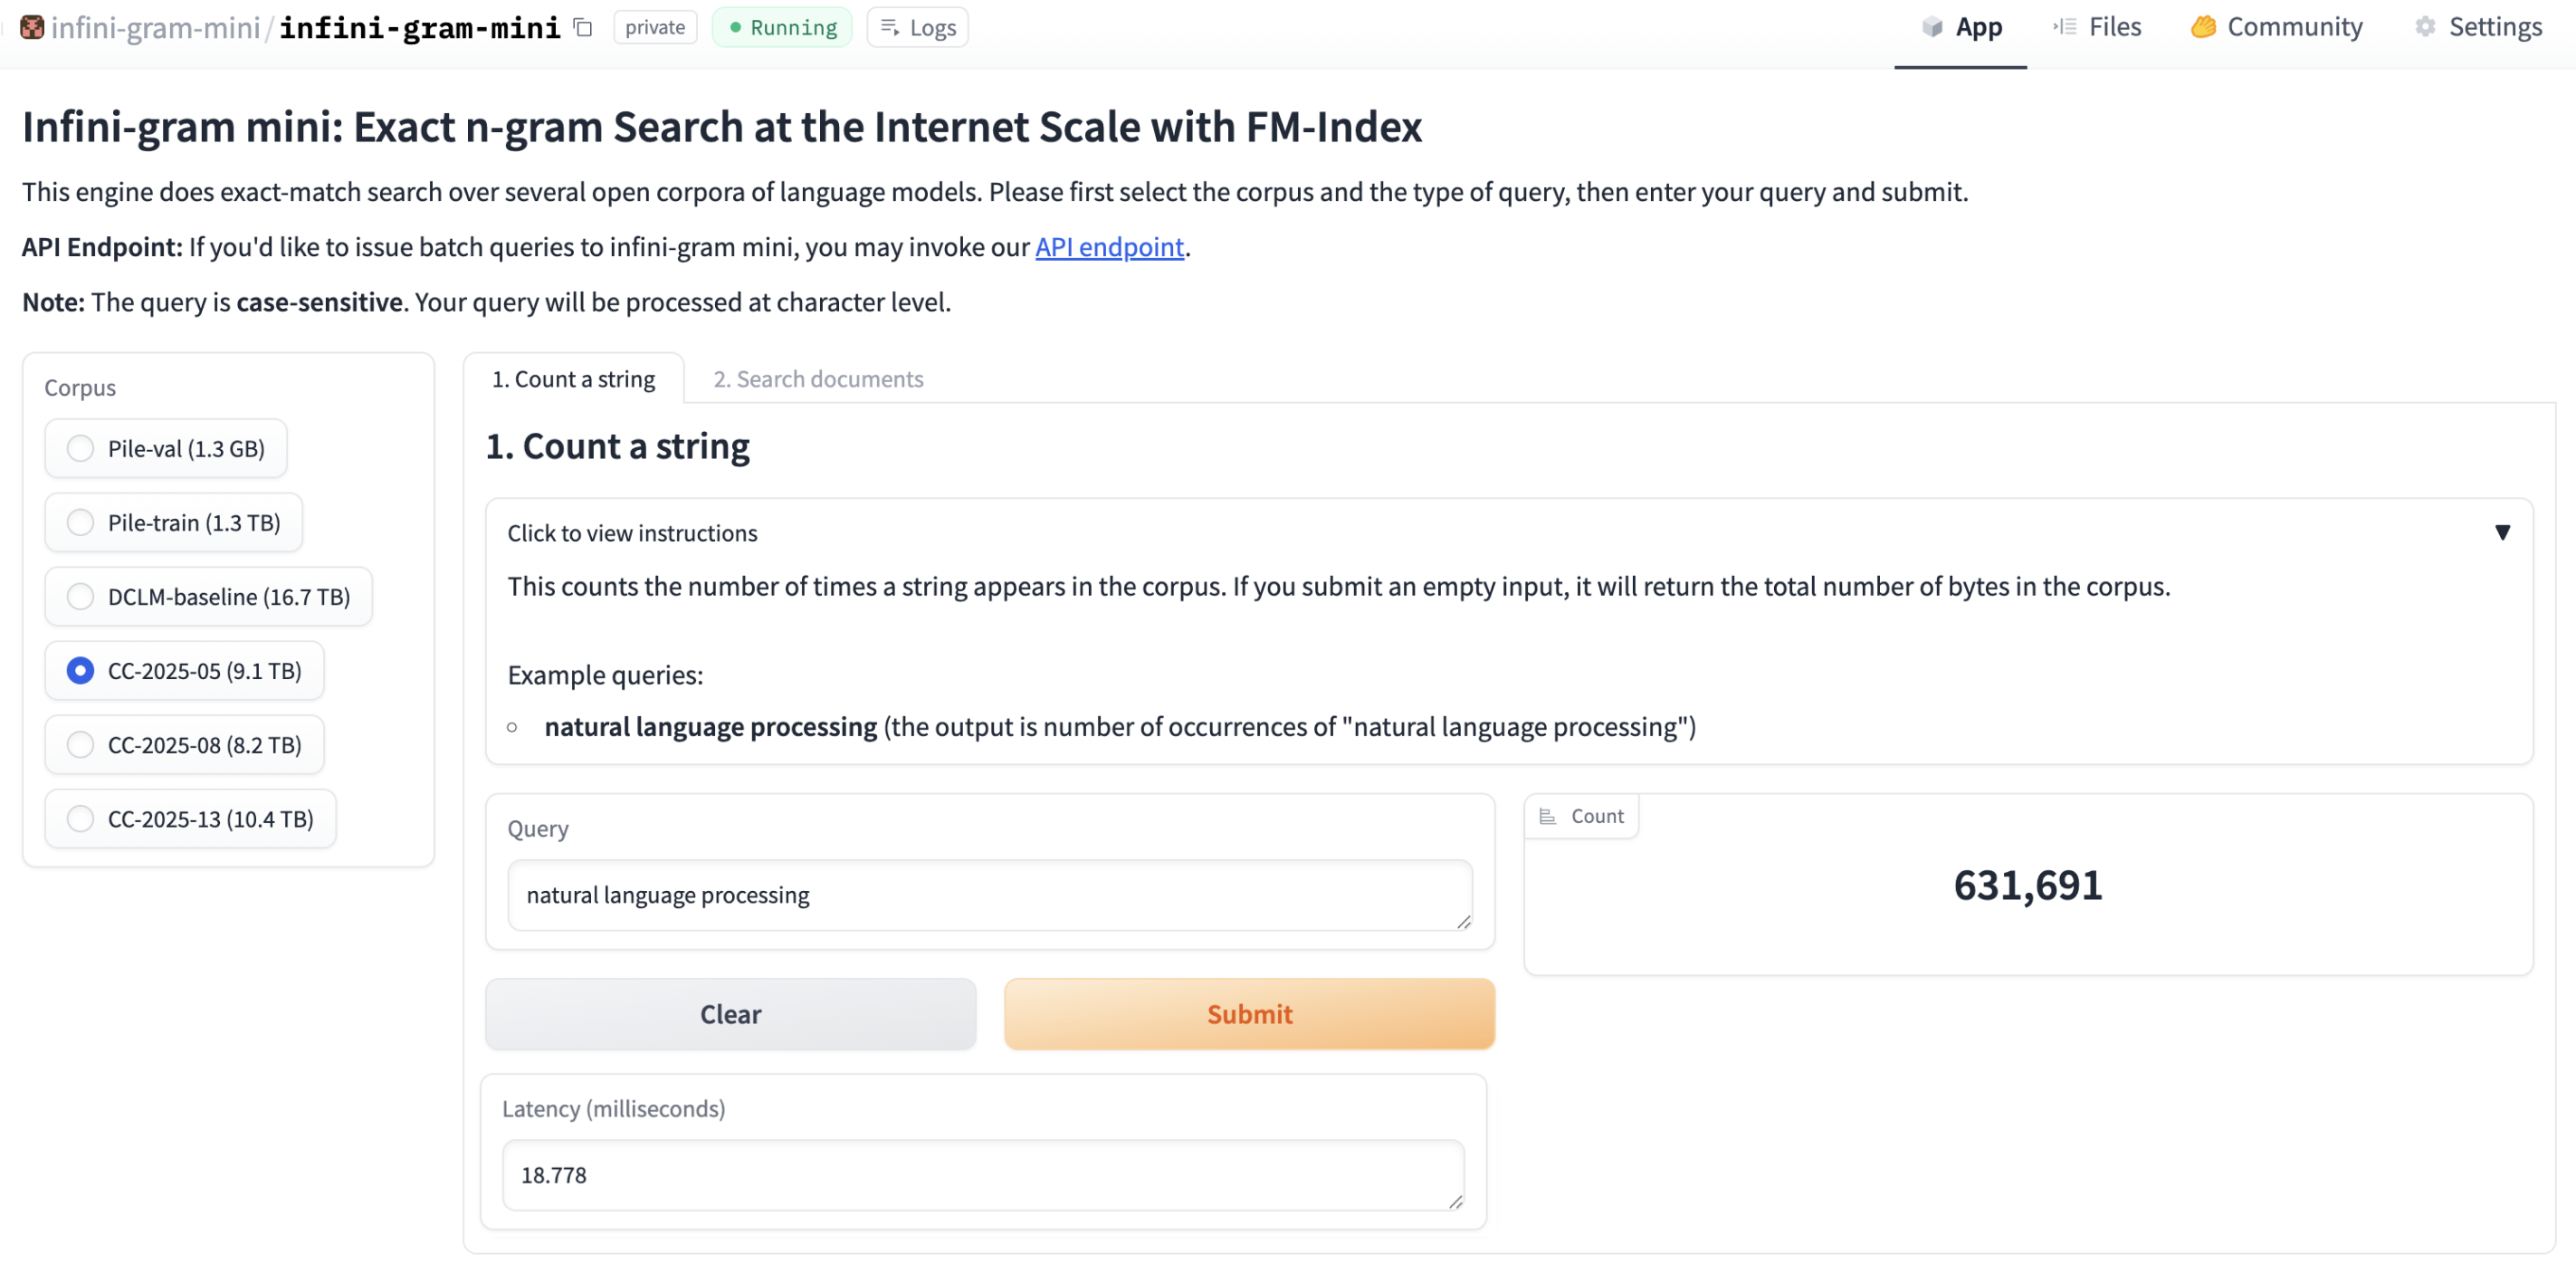 infini-gram-mini/infini-gram-mini private Running Logs App Files Community Settings
Infini-gram mini: Exact n-gram Search at the Internet Scale with FM-Index
This engine does exact-match search over several open corpora of language models. Please first select the corpus and the type of query, then enter your query and submit.
API Endpoint: If you'd like to issue batch queries to infini-gram mini, you may invoke our API endpoint.
Note: The query is case-sensitive. Your query will be processed at character level.
Corpus
Pile-val (1.3 GB)
Pile-train (1.3 TB)
DCLM-baseline (16.7 TB)
CC-2025-05 (9.1 TB)
CC-2025-08 (8.2 TB)
CC-2025-13 (10.4 TB)
1. Count a string 2. Search documents
1. Count a string
Click to view instructions ▼
This counts the number of times a string appears in the corpus. If you submit an empty input, it will return the total number of bytes in the corpus.
Example queries:
natural language processing (the output is number of occurrences of "natural language processing")
Query
natural language processing
Count
631,691
Clear Submit
Latency (milliseconds)
18.778